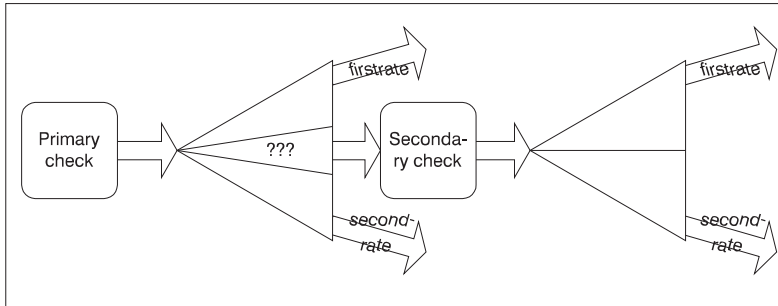 firstrate
firstrate
Primary
check
???
Seconda-
ry check
second-
rate
second-
rate